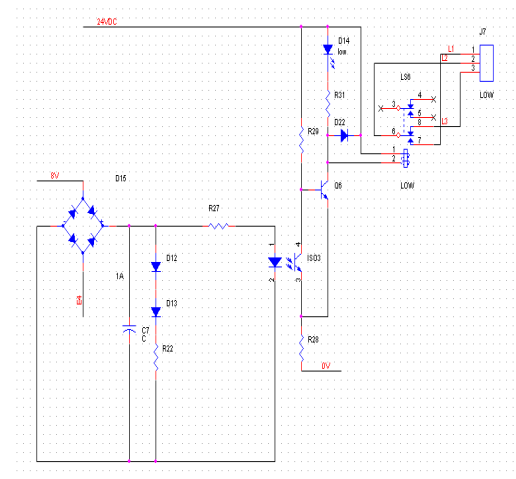 24VDC
J7
D14
low
L1
1
L2
2
3
LS6
LOW
3
4
5
R31
L3
8
D22
R29
6
7
1
2
Q6
LOW
8V
D15
R27
1
4
ISO3
D12
2
3
1A
D13
C7
C
R22
R28
0V